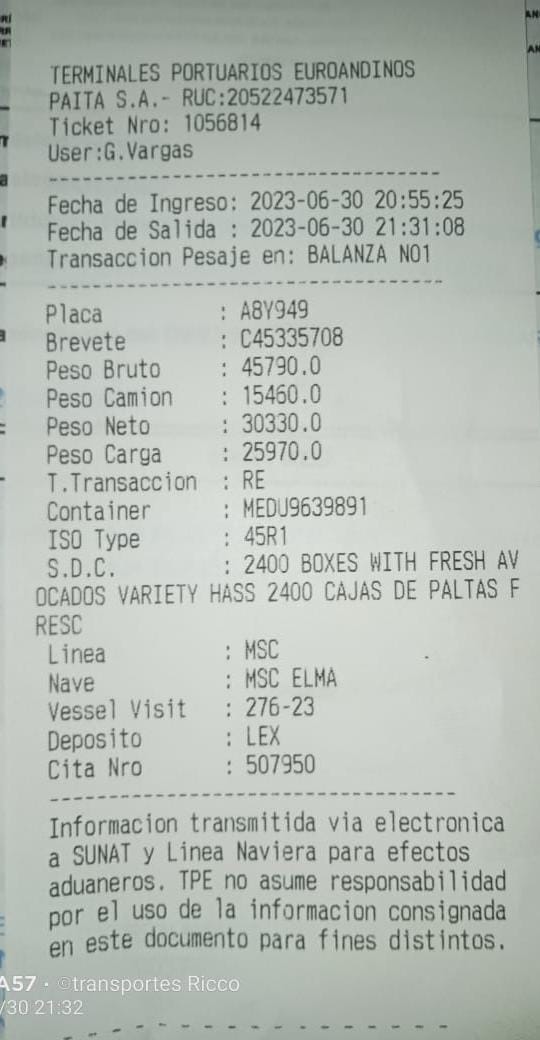 TERMINALES PORTUARIOS EUROANDINOS
PAITA S.A.- RUC:20522473571
Ticket Nro: 1056814
User:G.Vargas
Fecha de Ingreso: 2023-06-30 20:55:25
Fecha de Salida : 2023-06-30 21:31:08
Transaccion Pesaje en: BALANZA NO1
Placa : A8Y949
Brevete : C45335708
Peso Bruto : 45790.0
Peso Camion : 15460.0
Peso Neto : 30330.0
Peso Carga : 25970.0
T.Transaccion : RE
Container : MEDU9639891
ISO Type : 45R1
S.D.C. : 2400 BOXES WITH FRESH AV
OCADOS VARIETY HASS 2400 CAJAS DE PALTAS F
RESC
Linea : MSC
Nave : MSC ELMA
Vessel Visit : 276-23
Deposito : LEX
Cita Nro : 507950
Informacion transmitida via electronica
a SUNAT y Linea Naviera para efectos
aduaneros. TPE no asume responsabilidad
por el uso de la informacion consignada
en este documento para fines distintos.
A57 · ©transportes Ricco
/30 21:32